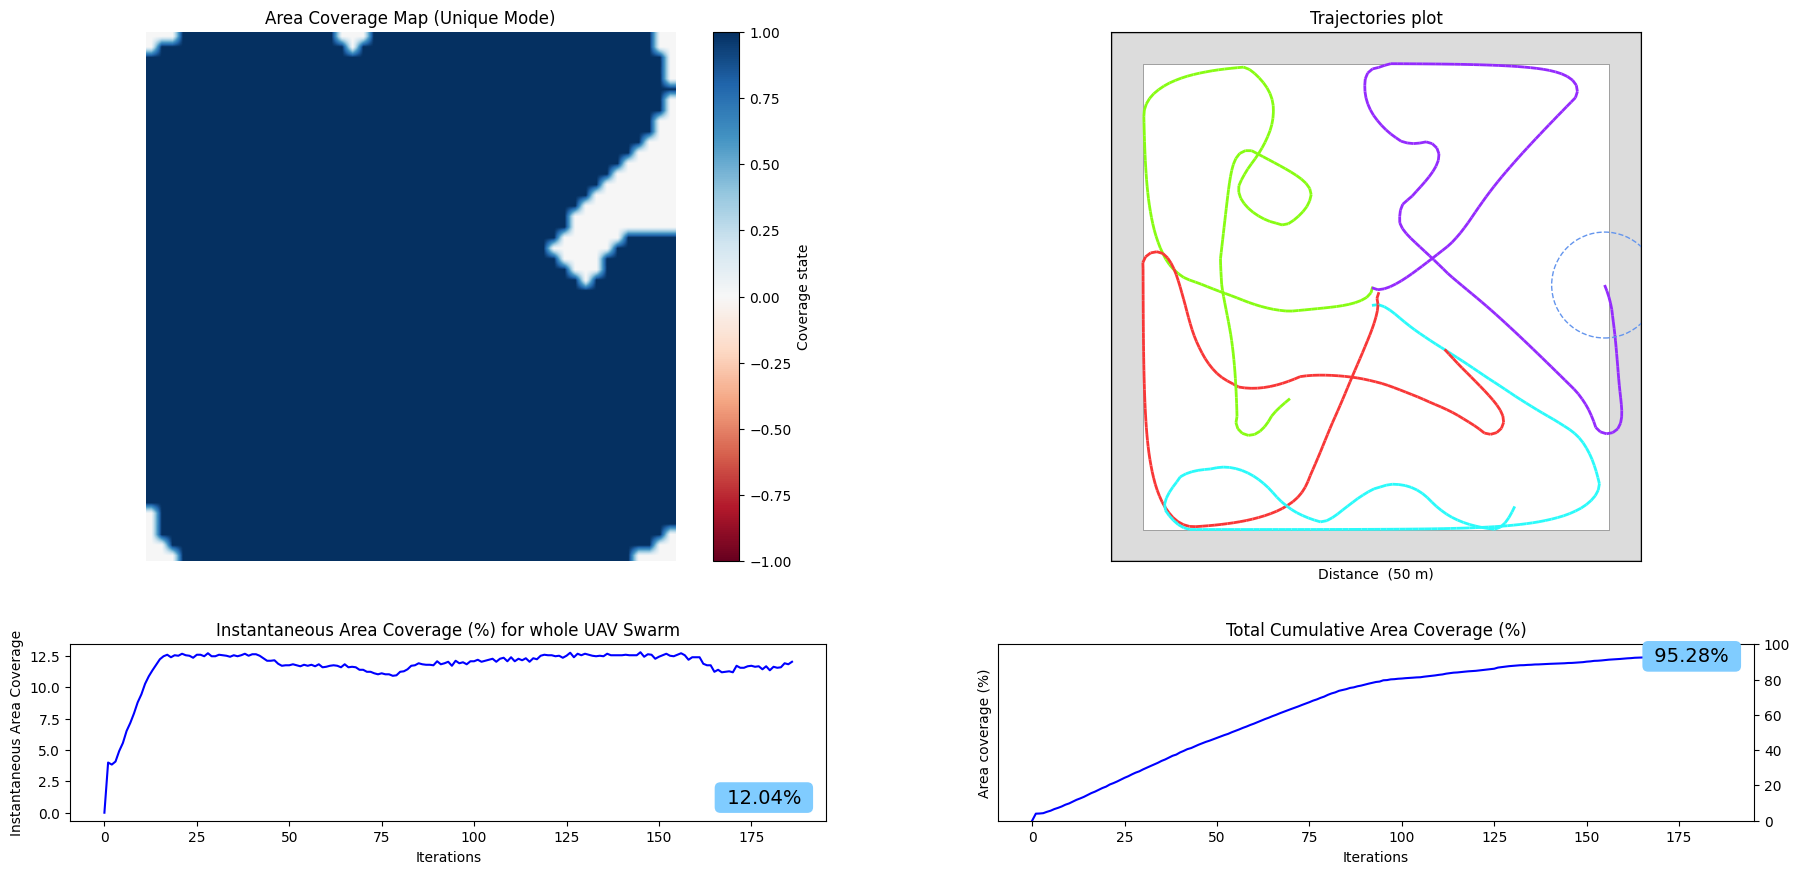 Area Coverage Map (Unique Mode)
1.00
0.75
0.50
0.25
0.00
−0.25
−0.50
−0.75
−1.00
Coverage state
Trajectories plot
Distance  (50 m)
Instantaneous Area Coverage (%) for whole UAV Swarm
Instantaneous Area Coverage
12.5
10.0
7.5
5.0
2.5
0.0
12.04%
0 25 50 75 100 125 150 175
Iterations
Total Cumulative Area Coverage (%)
Area coverage (%)
95.28%
100
80
60
40
20
0
0 25 50 75 100 125 150 175
Iterations